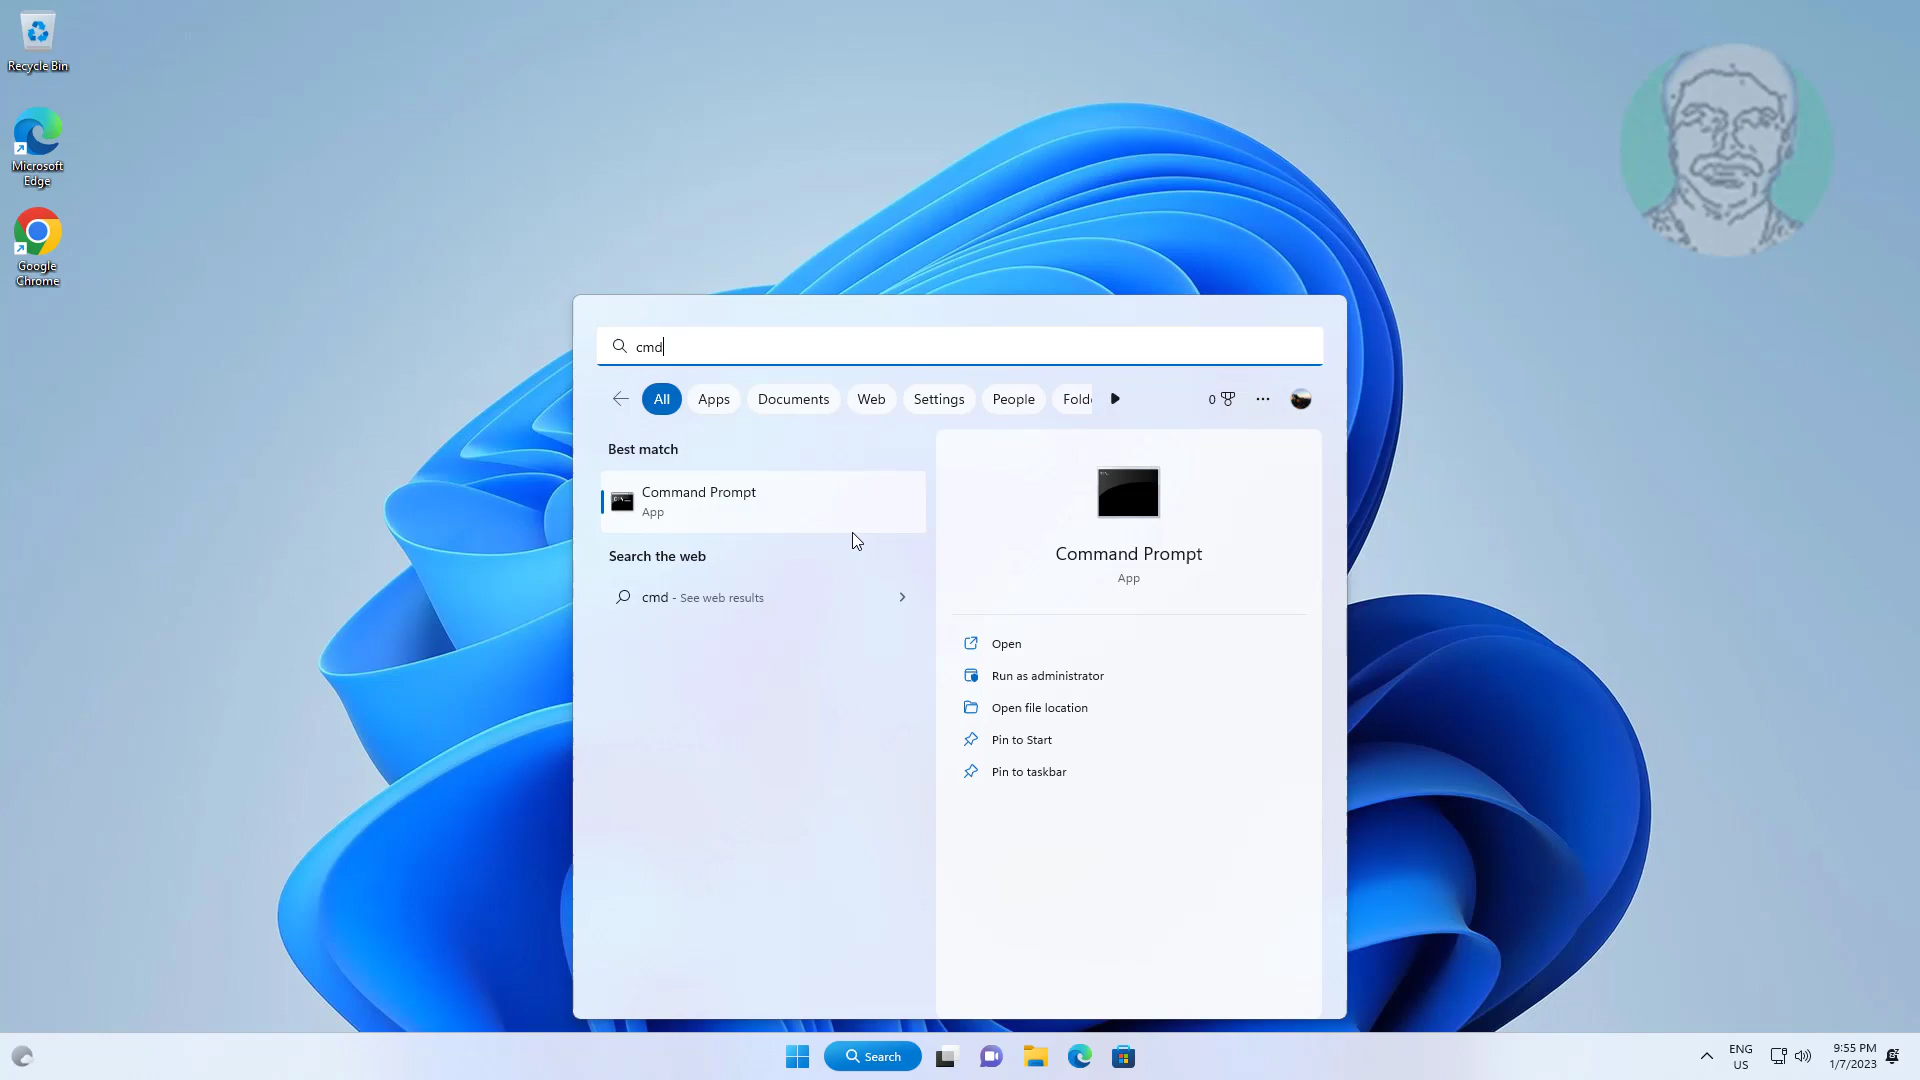 Recycle Bin
Microsoft
Edge
Google
Chrome
cmd
All
Apps
Documents
Web
Settings
People
Folde
0
Best match
Command Prompt
App
Search the web
cmd - See web results
Command Prompt
App
Open
Run as administrator
Open file location
Pin to Start
Pin to taskbar
Search
ENG
US
9:55 PM
1/7/2023